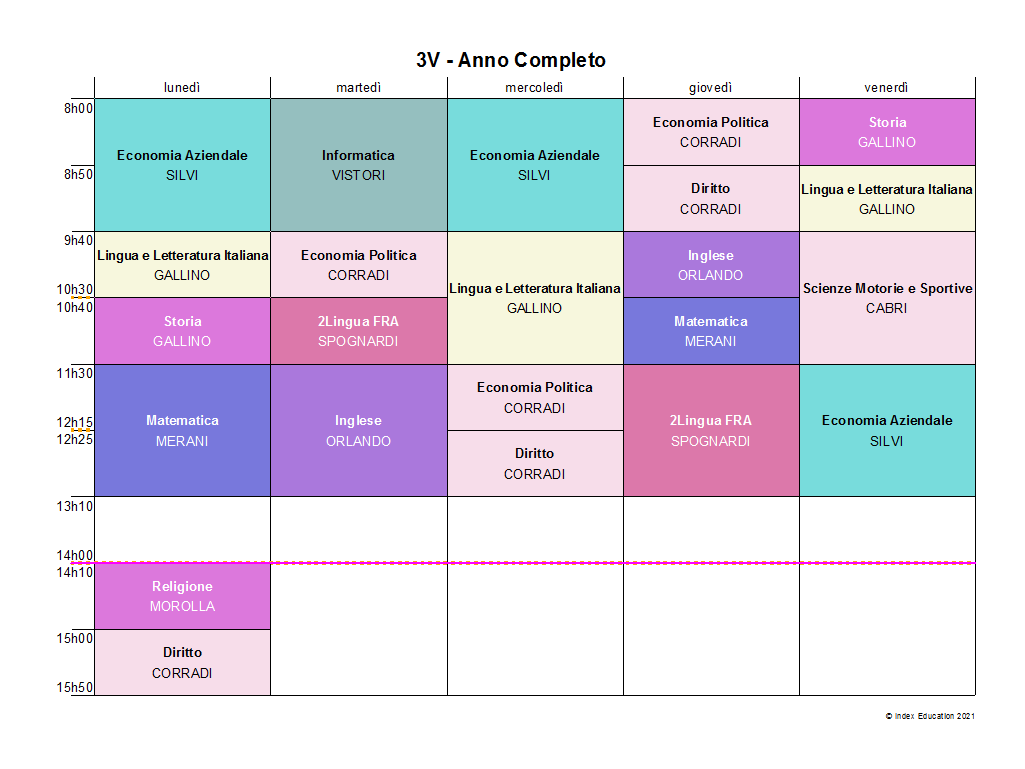 3V - Anno Completo
lunedì martedì mercoledì giovedì venerdì
8h00
Economia Politica
CORRADI
Storia
GALLINO
Economia Aziendale
SILVI
Informatica
VISTORI
Economia Aziendale
SILVI
8h50
Diritto
CORRADI
Lingua e Letteratura Italiana
GALLINO
9h40
Lingua e Letteratura Italiana
GALLINO
Economia Politica
CORRADI
Lingua e Letteratura Italiana
GALLINO
Inglese
ORLANDO
Scienze Motorie e Sportive
CABRI
10h30
10h40
Storia
GALLINO
2Lingua FRA
SPOGNARDI
Matematica
MERANI
11h30
Matematica
MERANI
Inglese
ORLANDO
Economia Politica
CORRADI
2Lingua FRA
SPOGNARDI
Economia Aziendale
SILVI
12h15
12h25
Diritto
CORRADI
13h10
14h00
14h10
Religione
MOROLLA
15h00
Diritto
CORRADI
15h50
© Index Education 2021